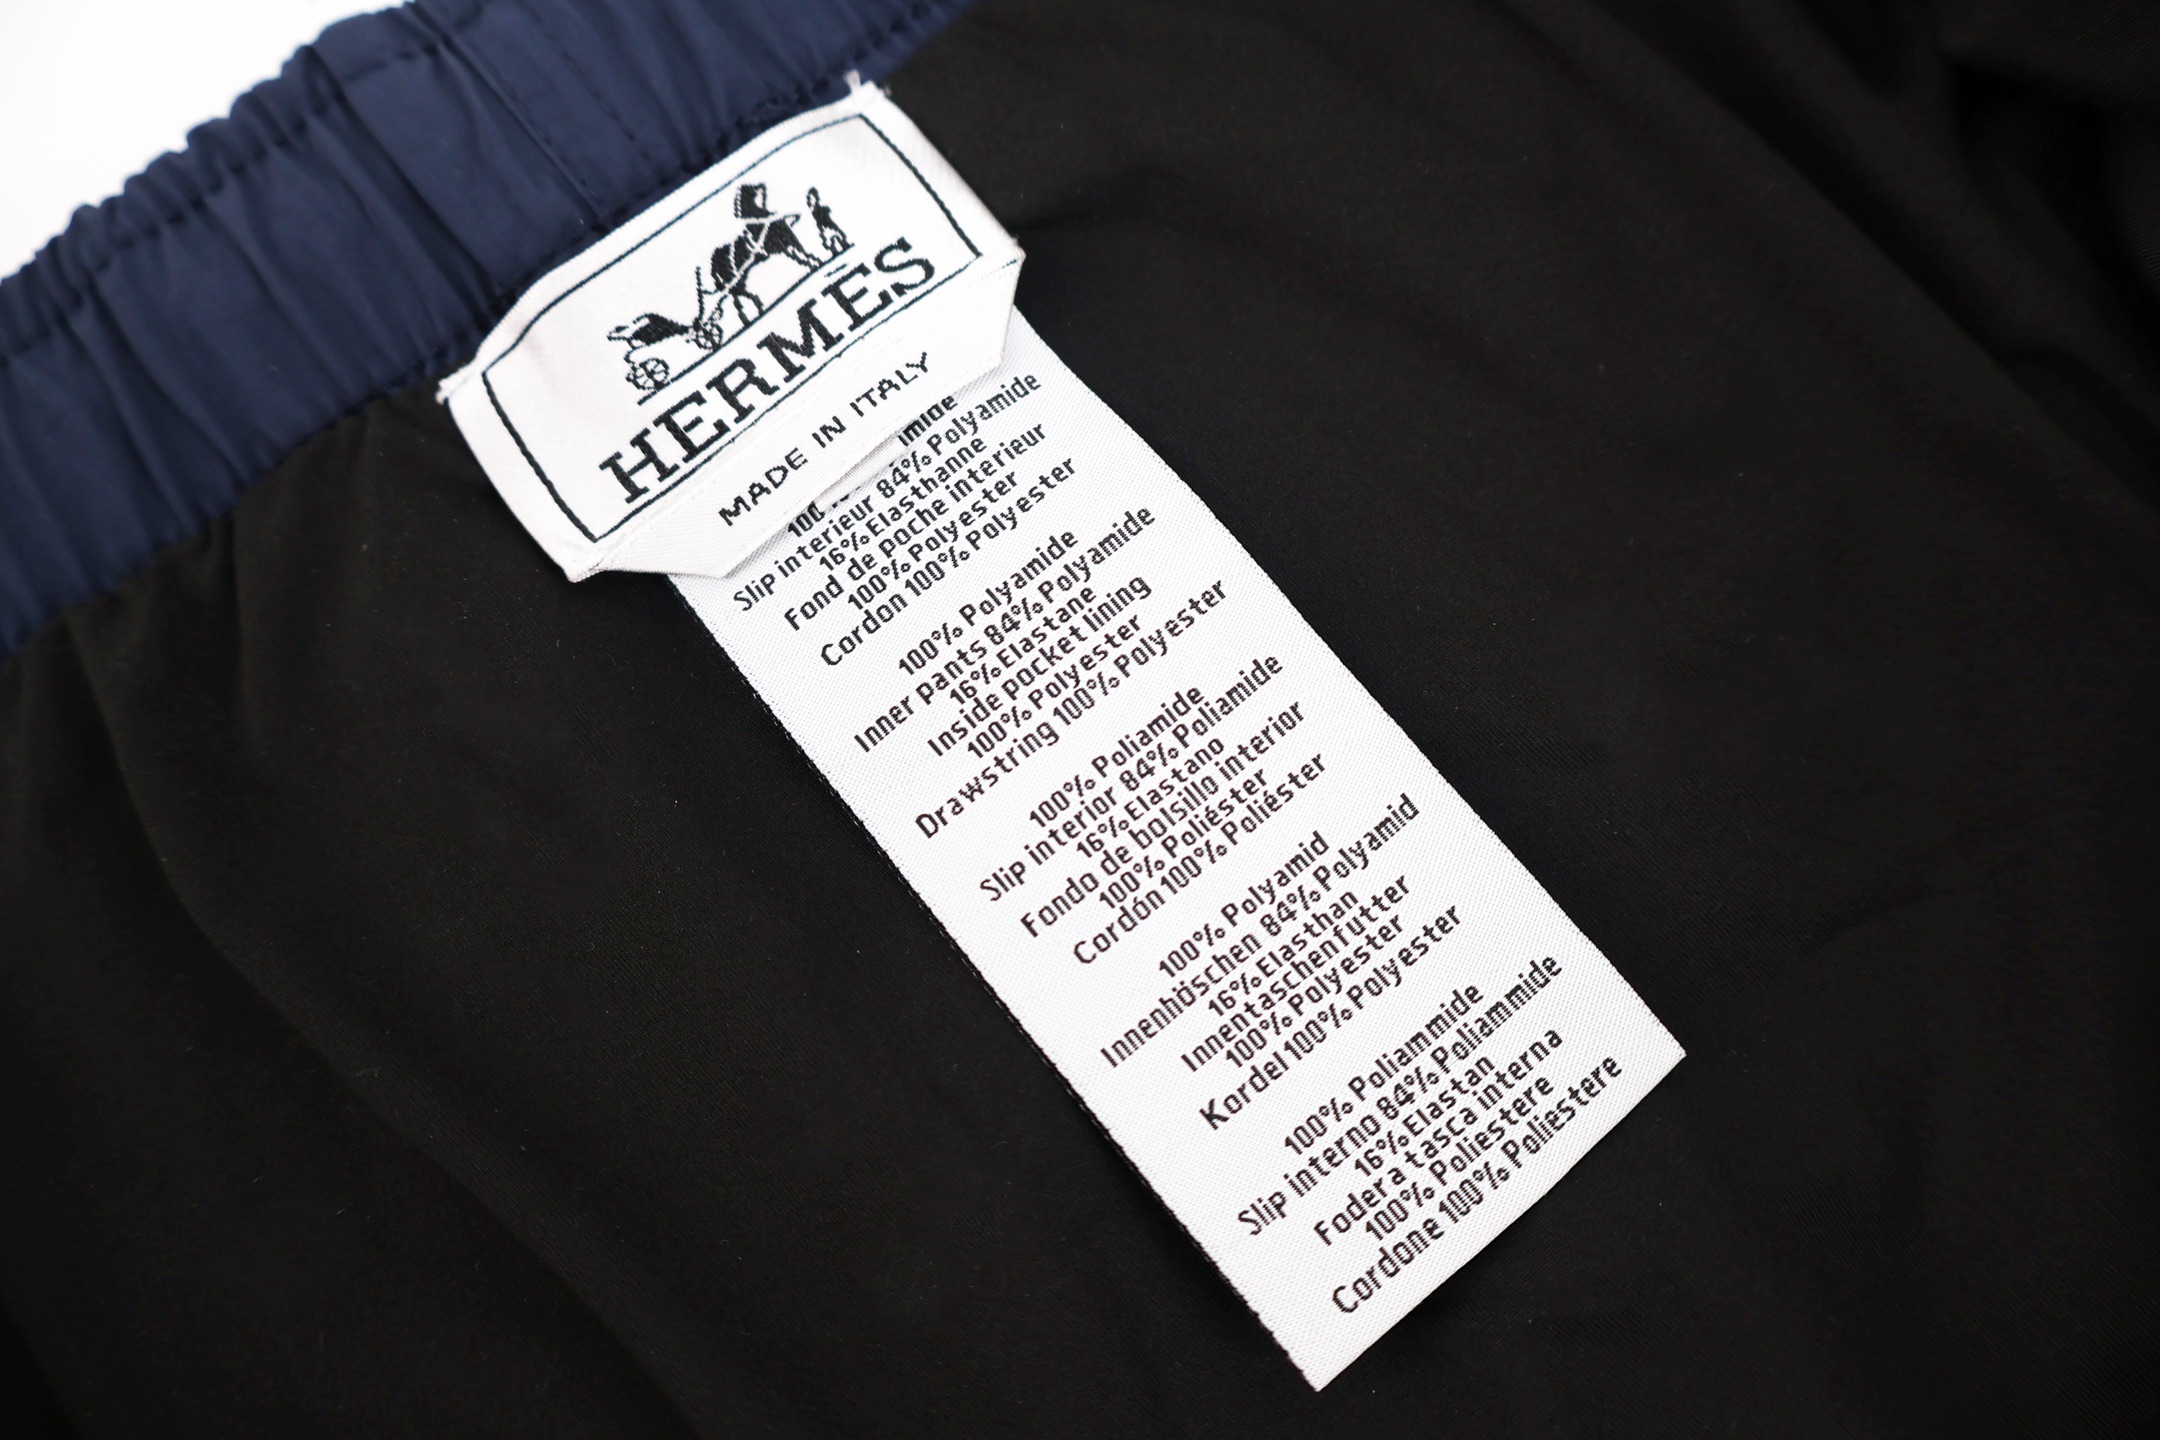 HERMÈS
MADE IN ITALY
Slip intérieur 84% Polyamide
16% Elasthanne
Fond de poche intérieur
100% Polyester
Cordon 100% Polyester
100% Polyamide
Inner pants 84% Polyamide
16% Elastane
Inside pocket lining
100% Polyester
Drawstring 100% Polyester
100% Poliamide
Slip interior 84% Poliamide
16% Elastano
Fondo de bolsillo interior
100% Poliéster
Cordón 100% Poliéster
100% Polyamid
Innenhöschen 84% Polyamid
16% Elasthan
Innentaschenfutter
100% Polyester
Kordel 100% Polyester
100% Poliammide
Slip interno 84% Poliammide
16% Elastan
Fodera tasca interna
100% Poliestere
Cordone 100% Poliestere